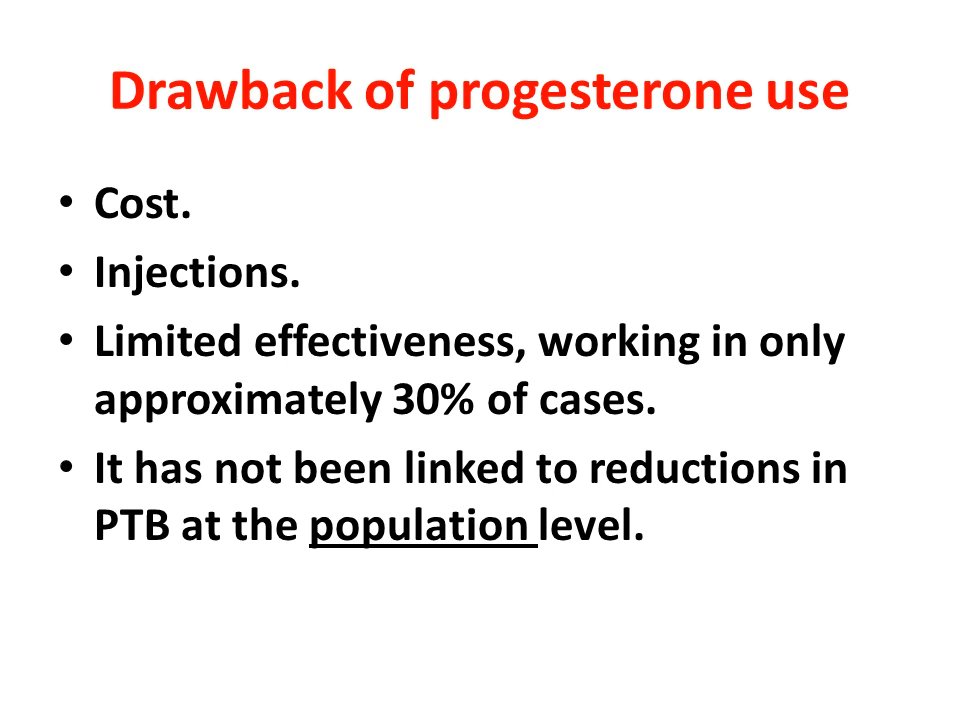 Drawback of progesterone use
• Cost.
• Injections.
• Limited effectiveness, working in only
approximately 30% of cases.
• It has not been linked to reductions in
PTB at the population level.